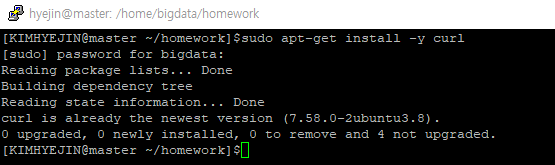 hyejin@master: /home/bigdata/homework
[KIMHYEJIN@master ~/homework]$sudo apt-get install -y curl
[sudo] password for bigdata:
Reading package lists... Done
Building dependency tree
Reading state information... Done
curl is already the newest version (7.58.0-2ubuntu3.8).
0 upgraded, 0 newly installed, 0 to remove and 4 not upgraded.
[KIMHYEJIN@master ~/homework]$